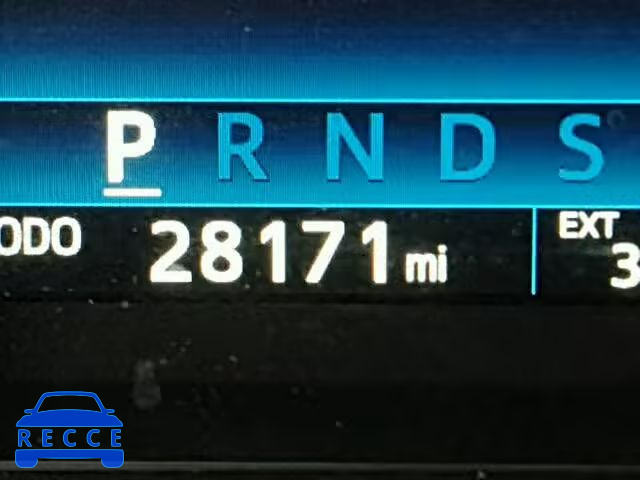 P R N D S
ODO 28171 mi EXT
3
RECCE